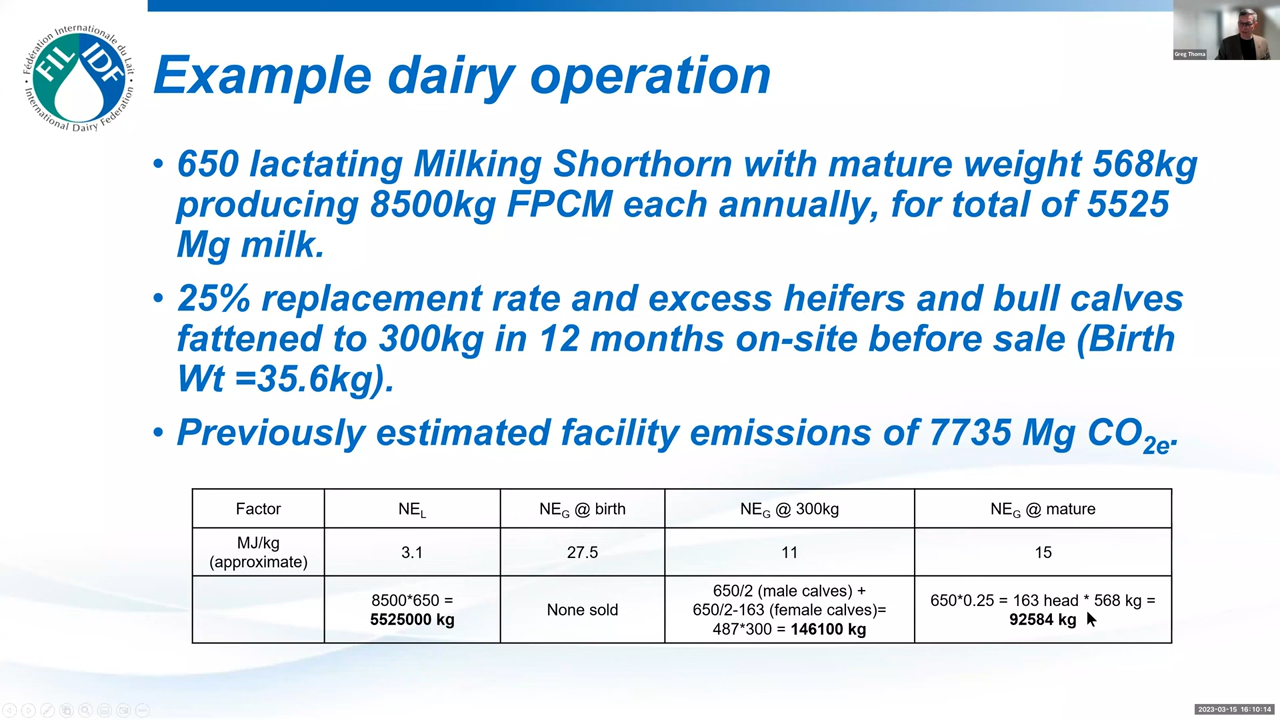 Fédération Internationale du Lait
FIL IDF
International Dairy Federation
Greg Thoma
Example dairy operation
• 650 lactating Milking Shorthorn with mature weight 568kg
producing 8500kg FPCM each annually, for total of 5525
Mg milk.
• 25% replacement rate and excess heifers and bull calves
fattened to 300kg in 12 months on-site before sale (Birth
Wt =35.6kg).
• Previously estimated facility emissions of 7735 Mg CO2e.
Factor NEL NEG @ birth NEG @ 300kg NEG @ mature
MJ/kg
(approximate) 3.1 27.5 11 15
8500*650 =
5525000 kg
None sold
650/2 (male calves) +
650/2-163 (female calves)=
487*300 = 146100 kg
650*0.25 = 163 head * 568 kg =
92584 kg
2023-03-15 16:10:14